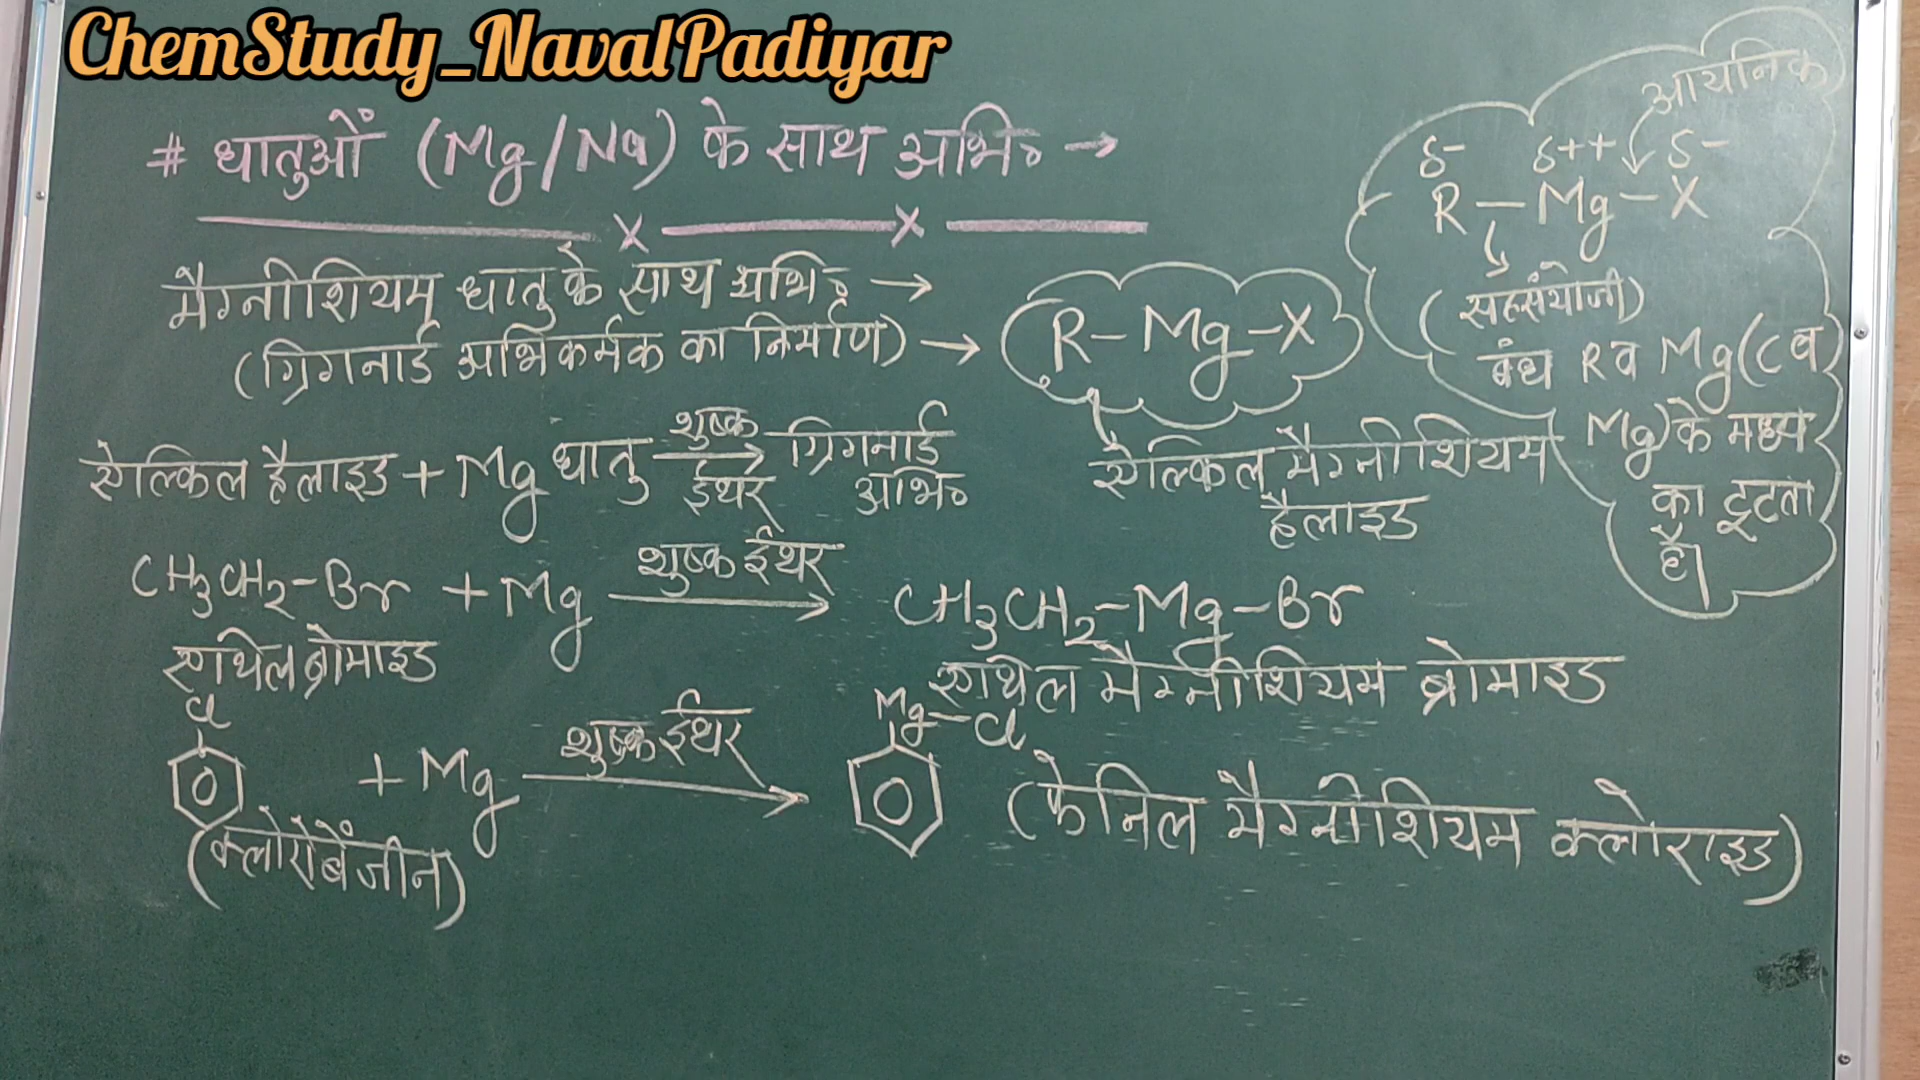 ChemStudy_NavalPadiyar
# धातुओं (Mg/Na) के साथ अभि० →
मैग्नीशियम धातु के साथ अभि० →
(ग्रिगनार्ड अभिकर्मक का निर्माण) → R-Mg-X
ऐल्किल मैग्नीशियम
हैलाइड
ऐल्किल हैलाइड + Mg धातु शुष्क ईथर → ग्रिगनार्ड अभि०
CH3CH2-Br + Mg शुष्क ईथर → CH3CH2-Mg-Br
एथिल ब्रोमाइड एथिल मैग्नीशियम ब्रोमाइड
Cl Mg-Cl
+ Mg शुष्क ईथर → (फेनिल मैग्नीशियम क्लोराइड)
(क्लोरोबेंजीन)
आयनिक
δ- δ++ δ-
R-Mg-X
(सहसंयोजी)
बंध R व Mg (C व
Mg) के मध्य
का टूटता
है।